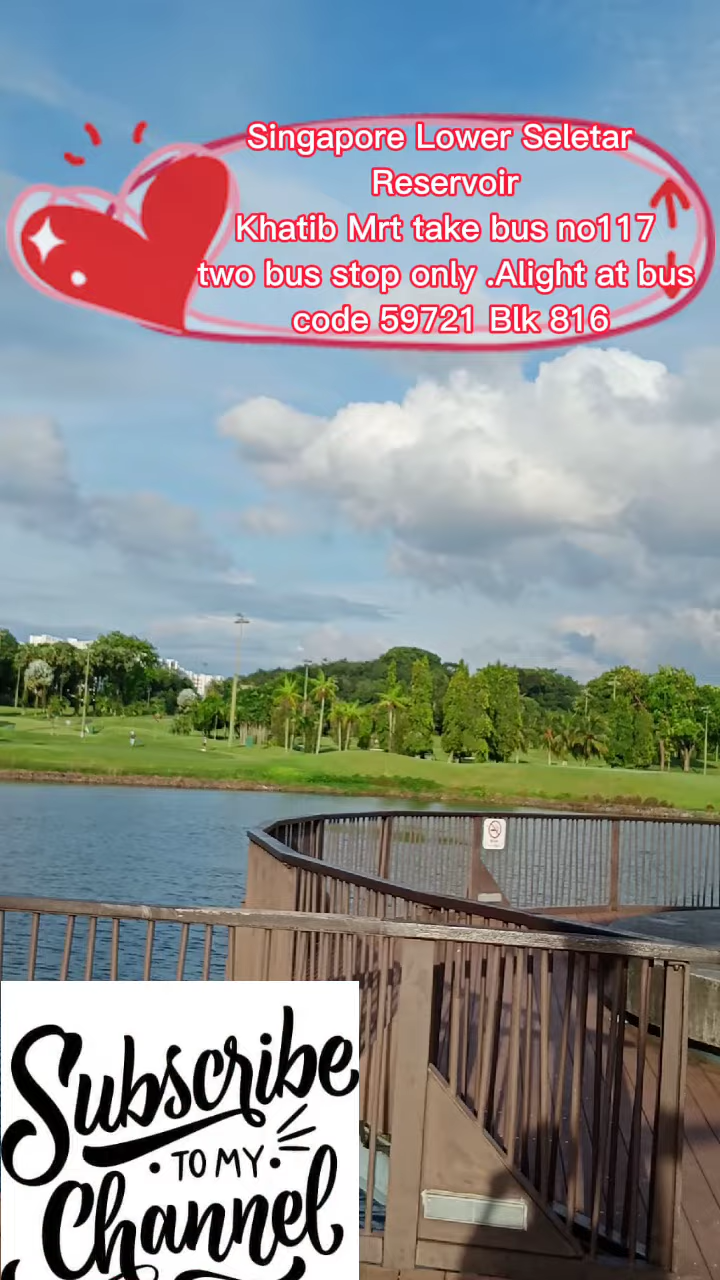 Singapore Lower Seletar
Reservoir
Khatib Mrt take bus no117
two bus stop only .Alight at bus
code 59721 Blk 816
Subscribe
TO MY
Channel